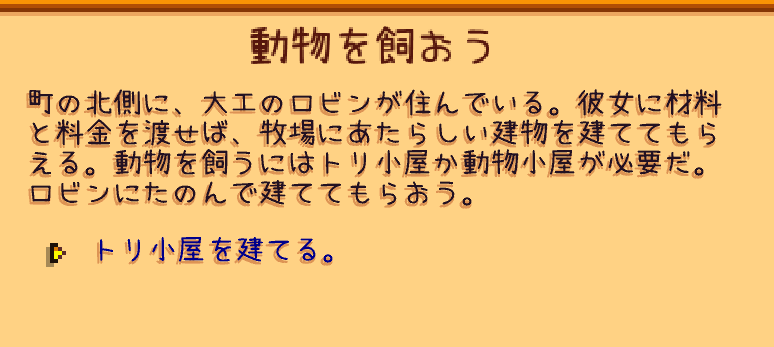 動物を飼おう
町の北側に、大工のロビンが住んでいる。彼女に材料
と料金を渡せば、牧場にあたらしい建物を建ててもら
える。動物を飼うにはトリ小屋か動物小屋が必要だ。
ロビンにたのんで建ててもらおう。
トリ小屋を建てる。